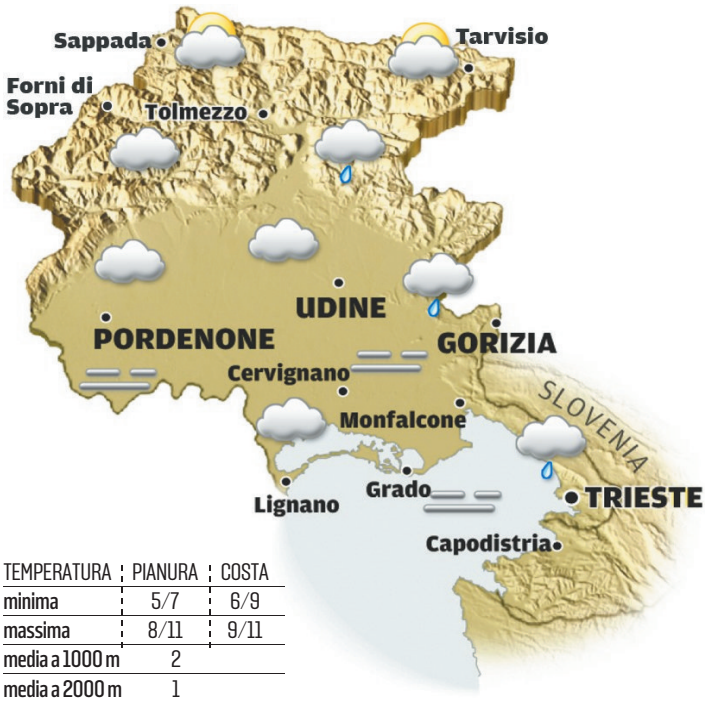 Sappada
Tarvisio
Forni di
Sopra
Tolmezzo
UDINE
PORDENONE
GORIZIA
Cervignano
SLOVENIA
Monfalcone
Grado
TRIESTE
Lignano
Capodistria
TEMPERATURA PIANURA COSTA
minima 5/7 6/9
massima 8/11 9/11
media a 1000 m 2
media a 2000 m 1